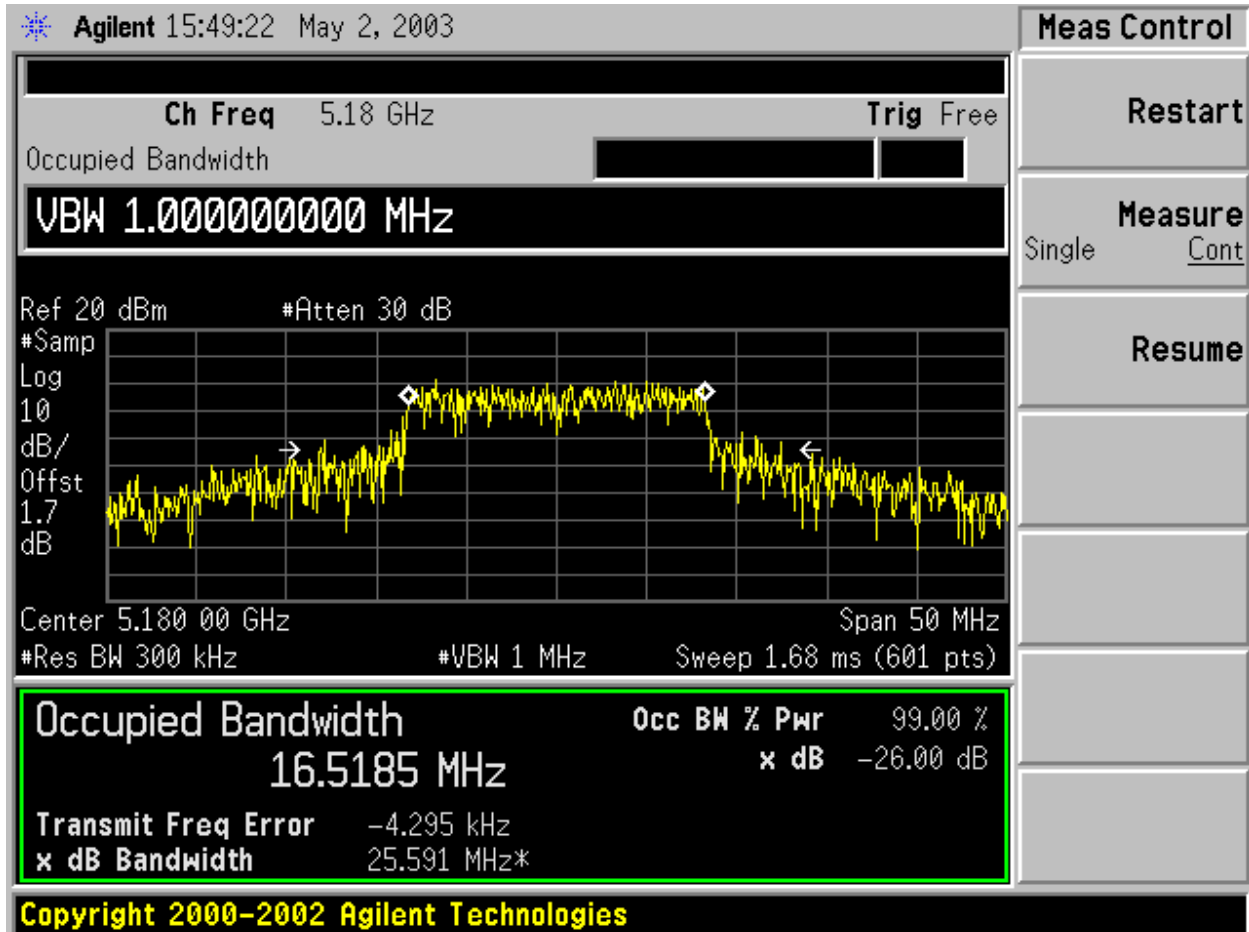 Agilent 15:49:22 May 2, 2003
Meas Control
Ch Freq 5.18 GHz Trig Free
Occupied Bandwidth
VBW 1.000000000 MHz
Restart
Measure
Single Cont
Resume
Ref 20 dBm #Atten 30 dB
#Samp
Log
10
dB/
Offst
1.7
dB
Center 5.180 00 GHz Span 50 MHz
#Res BW 300 kHz #VBW 1 MHz Sweep 1.68 ms (601 pts)
Occupied Bandwidth
16.5185 MHz
Occ BW % Pwr 99.00 %
x dB -26.00 dB
Transmit Freq Error -4.295 kHz
x dB Bandwidth 25.591 MHz*
Copyright 2000-2002 Agilent Technologies